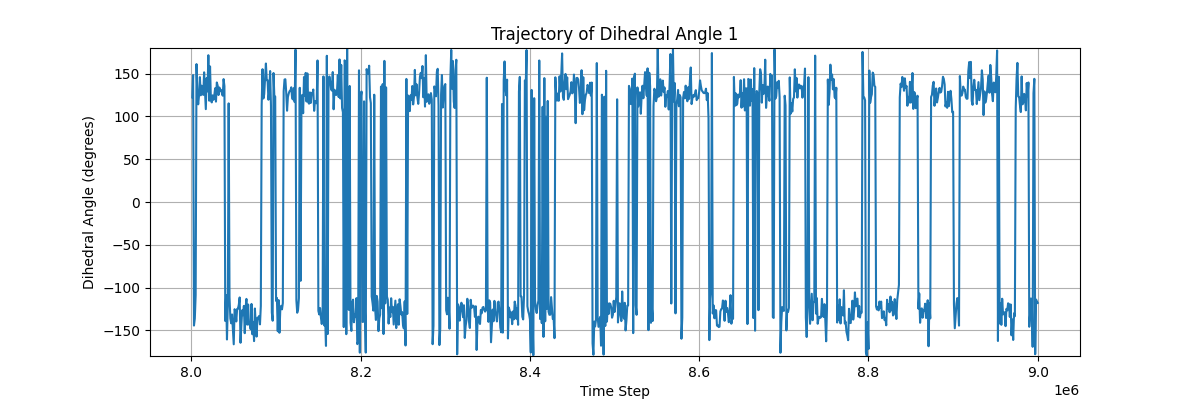 Trajectory of Dihedral Angle 1
Dihedral Angle (degrees)
150
100
50
0
−50
−100
−150
8.0 8.2 8.4 8.6 8.8 9.0
Time Step
1e6